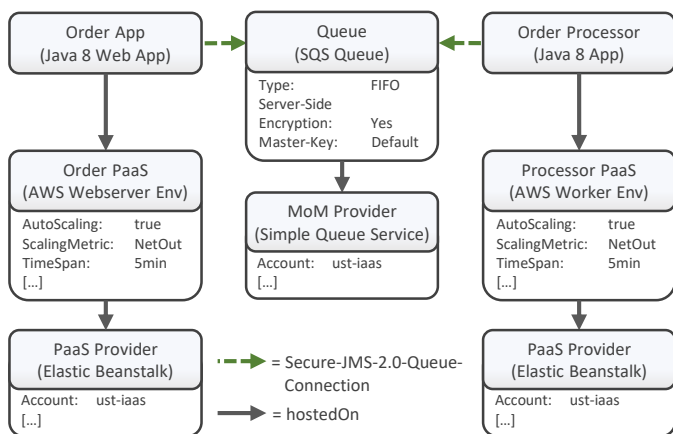 Order App
(Java 8 Web App)
Queue
(SQS Queue)
Type: FIFO
Server-Side
Encryption: Yes
Master-Key: Default
Order Processor
(Java 8 App)
Order PaaS
(AWS Webserver Env)
AutoScaling: true
ScalingMetric: NetOut
TimeSpan: 5min
[...]
MoM Provider
(Simple Queue Service)
Account: ust-iaas
[...]
Processor PaaS
(AWS Worker Env)
AutoScaling: true
ScalingMetric: NetOut
TimeSpan: 5min
[...]
PaaS Provider
(Elastic Beanstalk)
Account: ust-iaas
[...]
= Secure-JMS-2.0-Queue-
Connection
= hostedOn
PaaS Provider
(Elastic Beanstalk)
Account: ust-iaas
[...]